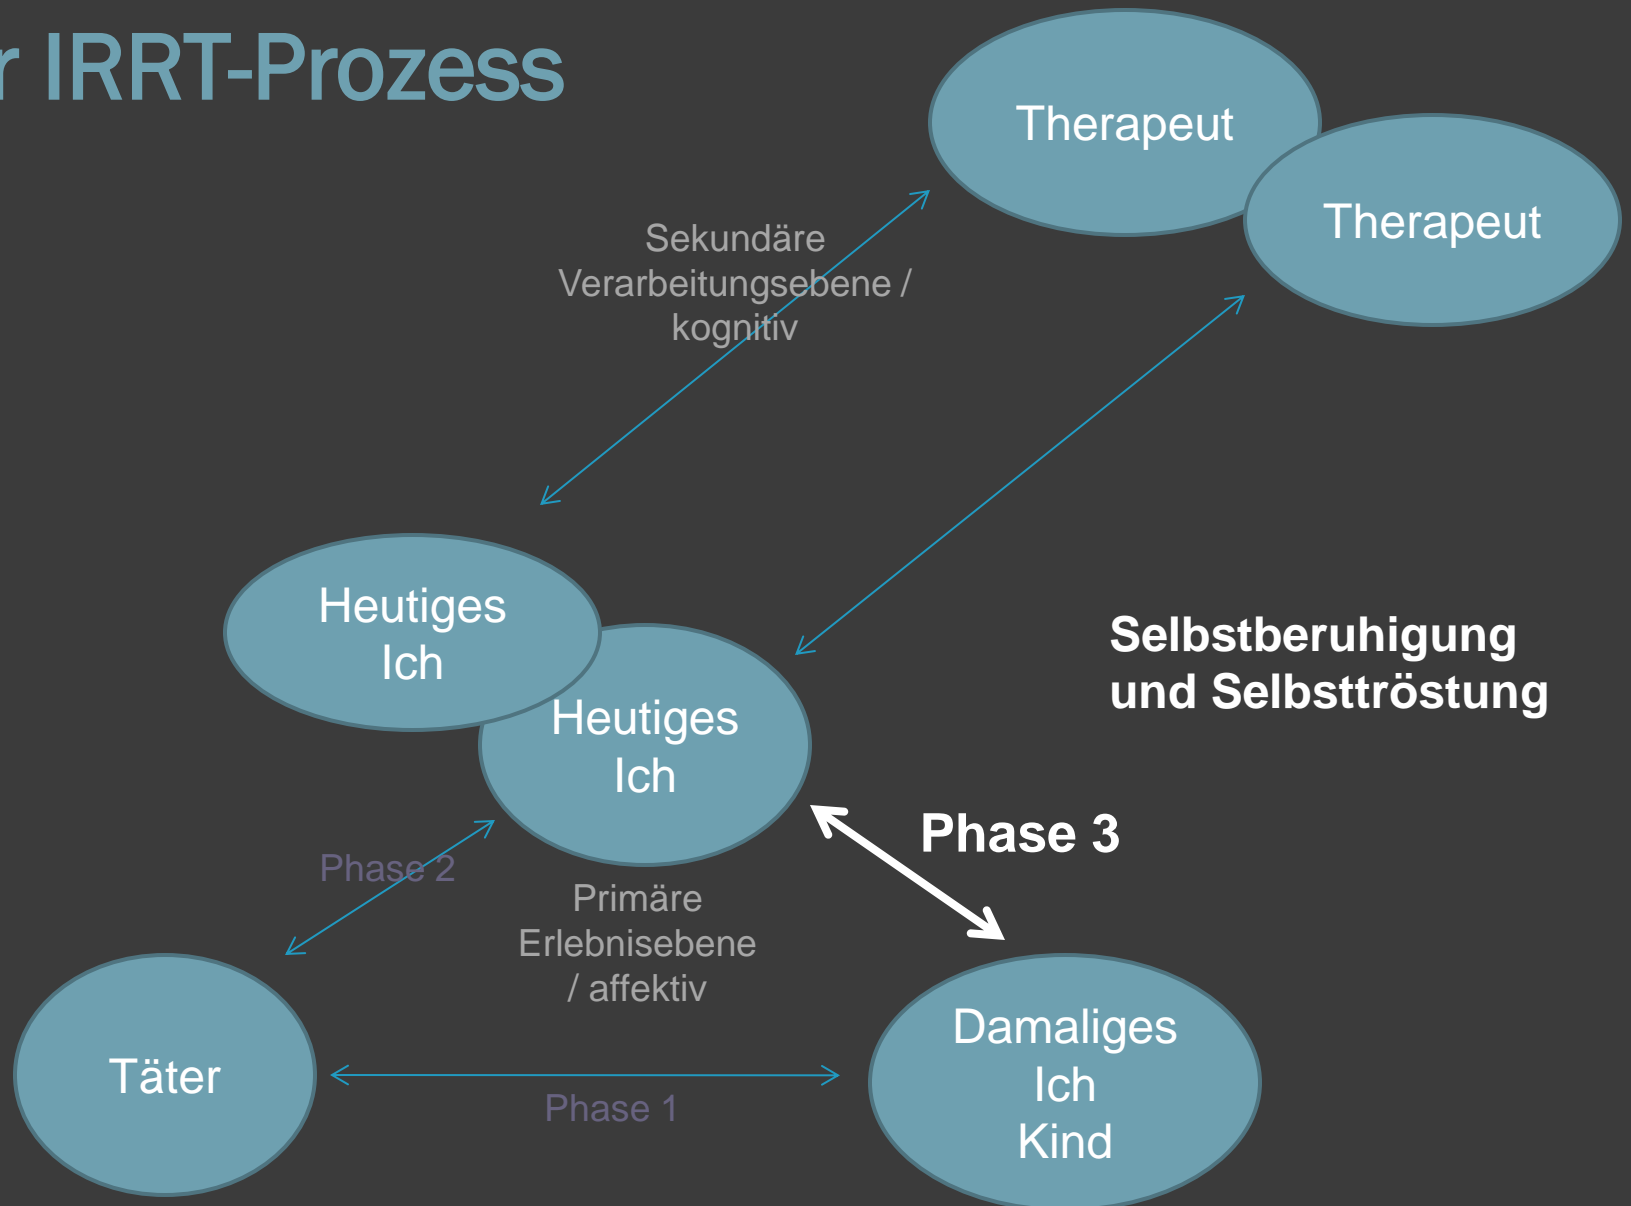 r IRRT-Prozess
Therapeut
Therapeut
Sekundäre
Verarbeitungsebene /
kognitiv
Heutiges
Ich
Heutiges
Ich
Selbstberuhigung
und Selbsttröstung
Phase 3
Phase 2
Primäre
Erlebnisebene
/ affektiv
Täter
Phase 1
Damaliges
Ich
Kind